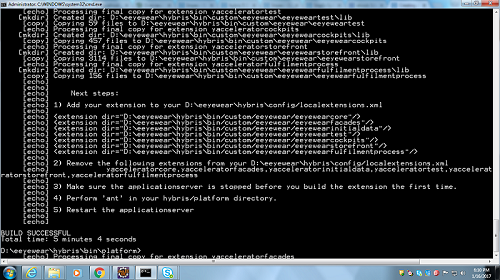 Administrator: C:\WINDOWS\system32\cmd.exe
[echo] Processing final copy for extension yacceleratortest
[mkdir] Created dir: D:\eeyewear\hybris\bin\custom\eeyewear\eeyeweartest\lib
[copy] Copying 59 files to D:\eeyewear\hybris\bin\custom\eeyewear\eeyeweartest
[echo] Processing final copy for extension yacceleratorcockpits
[mkdir] Created dir: D:\eeyewear\hybris\bin\custom\eeyewear\eeyewearcockpits\lib
[copy] Copying files to D:\eeyewear\hybris\bin\custom\eeyewear\eeyewearcockpits
[echo] Processing final copy for extension yacceleratorstorefront
[mkdir] Created dir: D:\eeyewear\hybris\bin\custom\eeyewear\eeyewearstorefront\lib
[copy] Copying 3114 files to D:\eeyewear\hybris\bin\custom\eeyewear\eeyewearstorefront
[echo] Processing final copy for extension yacceleratorfulfilmentprocess
[mkdir] Created dir: D:\eeyewear\hybris\bin\custom\eeyewear\eeyewearfulfilmentprocess\lib
[copy] Copying 156 files to D:\eeyewear\hybris\bin\custom\eeyewear\eeyewearfulfilmentprocess
[echo]
[echo]
[echo] Next steps:
[echo]
[echo] 1) Add your extension to your D:\eeyewear\hybris\config/localextensions.xml
[echo]
[echo] <extension dir="D:\eeyewear\hybris\bin/custom/eeyewear/eeyewearcore"/>
[echo] <extension dir="D:\eeyewear\hybris\bin/custom/eeyewear/eeyewearfacades"/>
[echo] <extension dir="D:\eeyewear\hybris\bin/custom/eeyewear/eeyewearinitialdata"/>
[echo] <extension dir="D:\eeyewear\hybris\bin/custom/eeyewear/eeyeweartest"/>
[echo] <extension dir="D:\eeyewear\hybris\bin/custom/eeyewear/eeyewearcockpits"/>
[echo] <extension dir="D:\eeyewear\hybris\bin/custom/eeyewear/eeyewearstorefront"/>
[echo] <extension dir="D:\eeyewear\hybris\bin/custom/eeyewear/eeyewearfulfilmentprocess"/>
[echo]
[echo] 2) Remove the following extensions from your D:\eeyewear\hybris\config/localextensions.xml
[echo] yacceleratorcore,yacceleratorfacades,yacceleratorinitialdata,yacceleratortest,yaccelerat
orstorefront,yacceleratorfulfilmentprocess
[echo]
[echo] 3) Make sure the applicationserver is stopped before you build the extension the first time.
[echo]
[echo] 4) Perform 'ant' in your hybris/platform directory.
[echo]
[echo] 5) Restart the applicationserver
[echo]
[echo]
BUILD SUCCESSFUL
Total time: 5 minutes 4 seconds
D:\eeyewear\hybris\bin\platform>
[echo] Processing final copy for extension yacceleratorfacades
1/16/2017